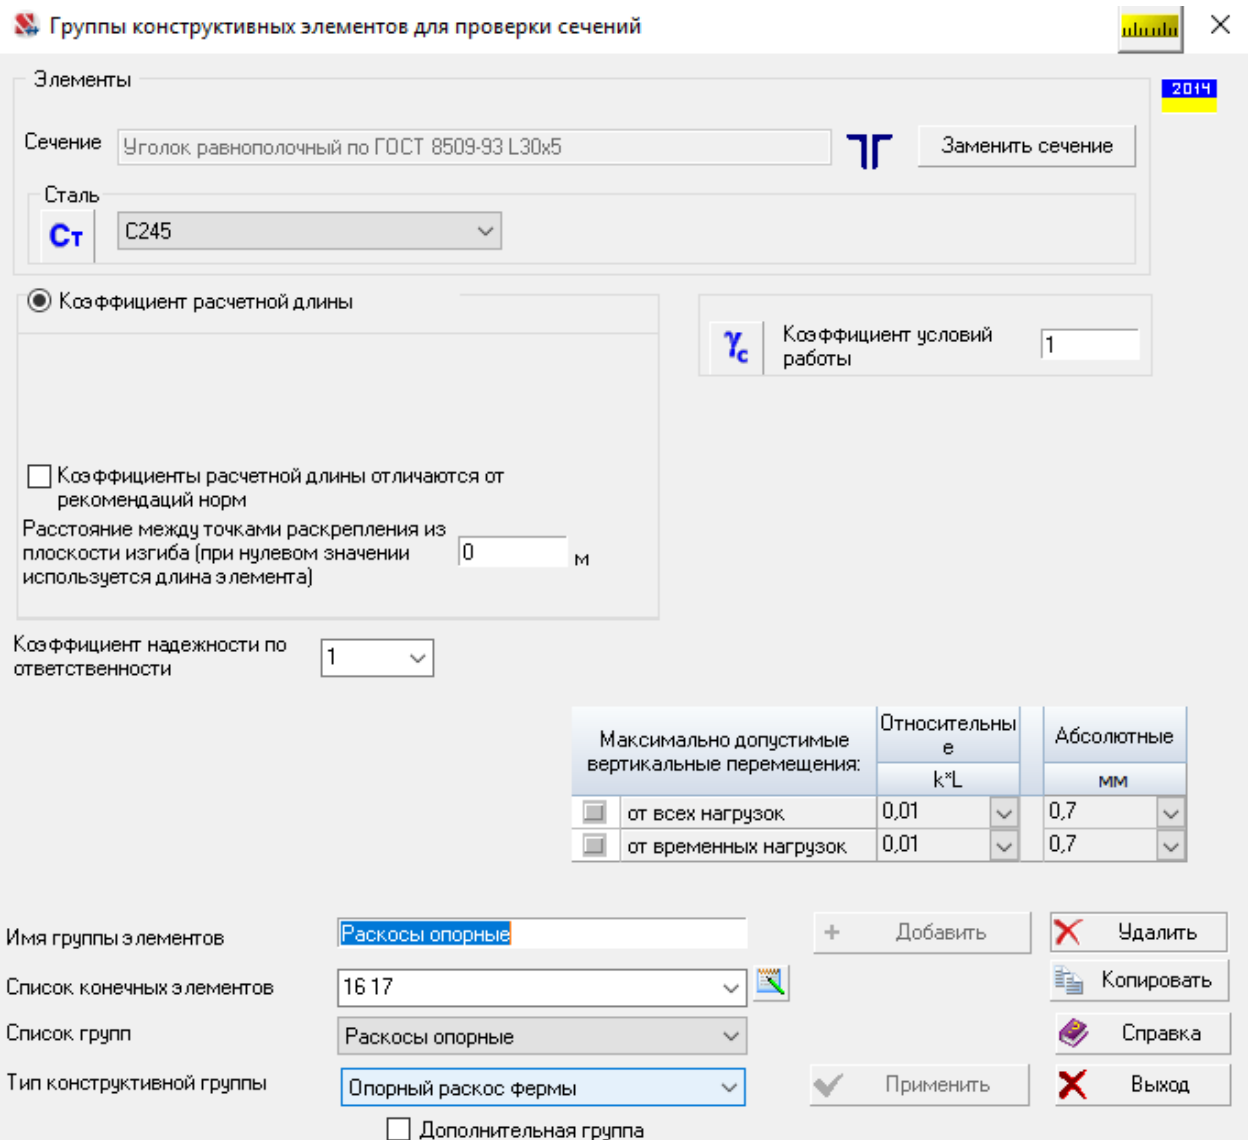 Группы конструктивных элементов для проверки сечений
Элементы
2014
Сечение
Уголок равнополочный по ГОСТ 8509-93 L30x5
Заменить сечение
Сталь
Ст
С245
Коэффициент расчетной длины
γc
Коэффициент условий
работы
1
Коэффициенты расчетной длины отличаются от
рекомендаций норм
Расстояние между точками раскрепления из
плоскости изгиба (при нулевом значении
используется длина элемента)
0
м
Коэффициент надежности по
ответственности
1
Максимально допустимые
вертикальные перемещения:
Относительны
е
Абсолютные
k*L
мм
от всех нагрузок
0,01
0,7
от временных нагрузок
0,01
0,7
Имя группы элементов
Раскосы опорные
Добавить
Удалить
Список конечных элементов
16 17
Копировать
Список групп
Раскосы опорные
Справка
Тип конструктивной группы
Опорный раскос фермы
Применить
Выход
Дополнительная группа